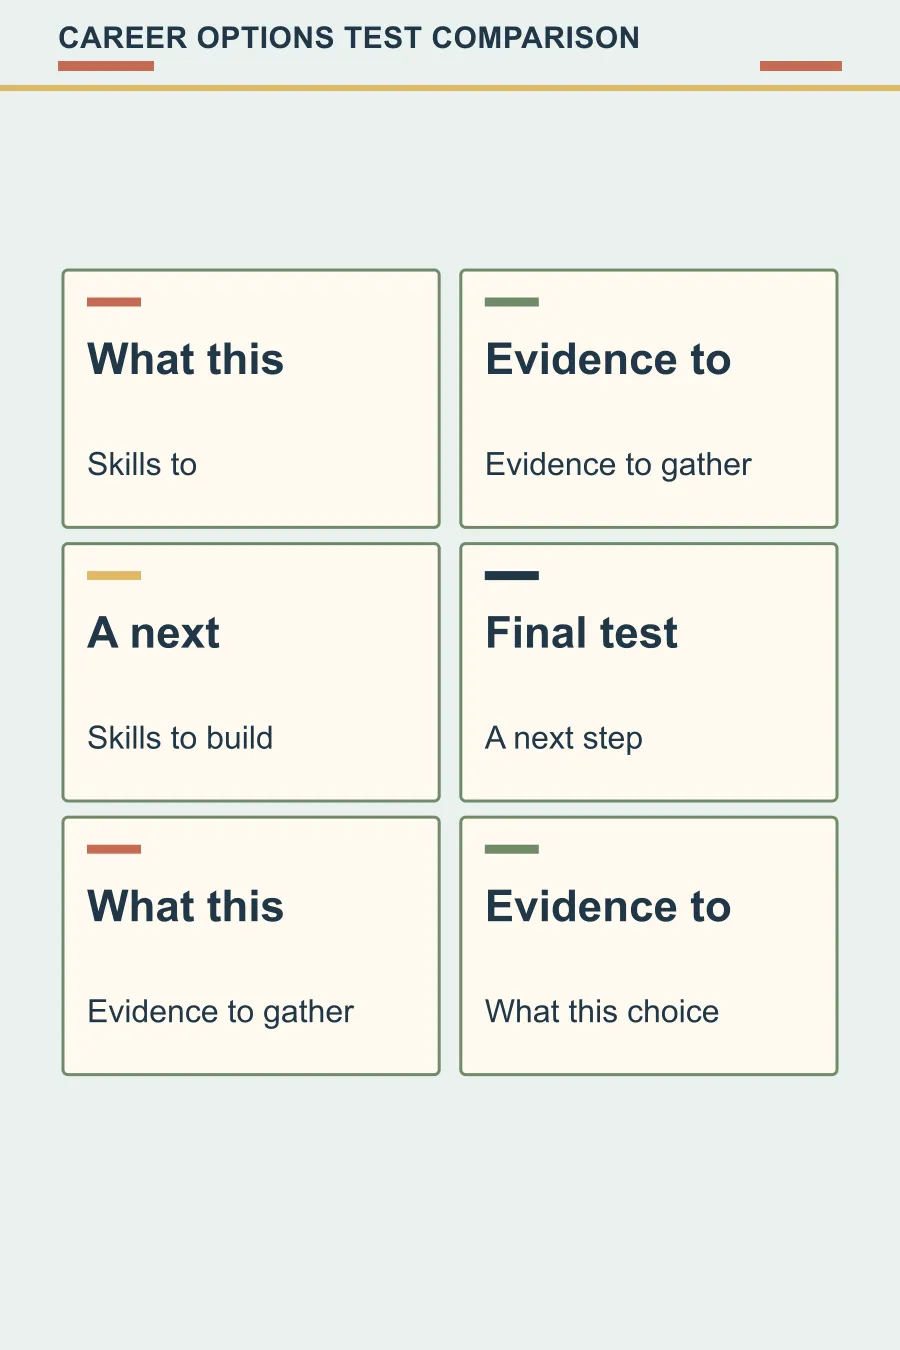 CAREER OPTIONS TEST COMPARISON
What this
Skills to
Evidence to
Evidence to gather
A next
Skills to build
Final test
A next step
What this
Evidence to gather
Evidence to
What this choice